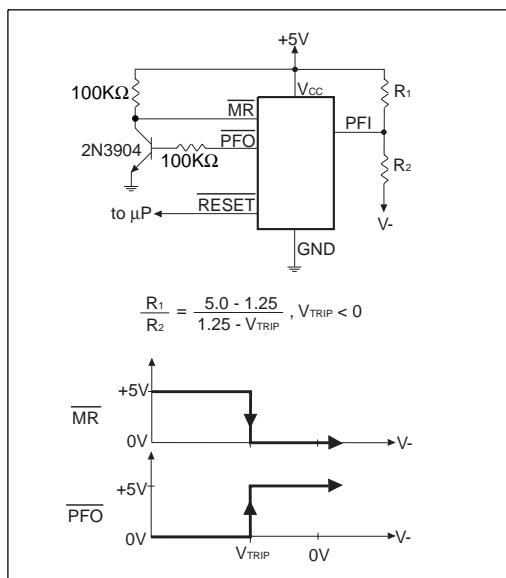 +5V
100KΩ
VCC
R1
MR
PFI
PFO
2N3904
100KΩ
R2
RESET
to μP
V-
GND
R1 / R2 = 5.0 - 1.25 / 1.25 - VTRIP , VTRIP < 0
+5V
MR
0V
V-
+5V
PFO
0V
V-
VTRIP
0V